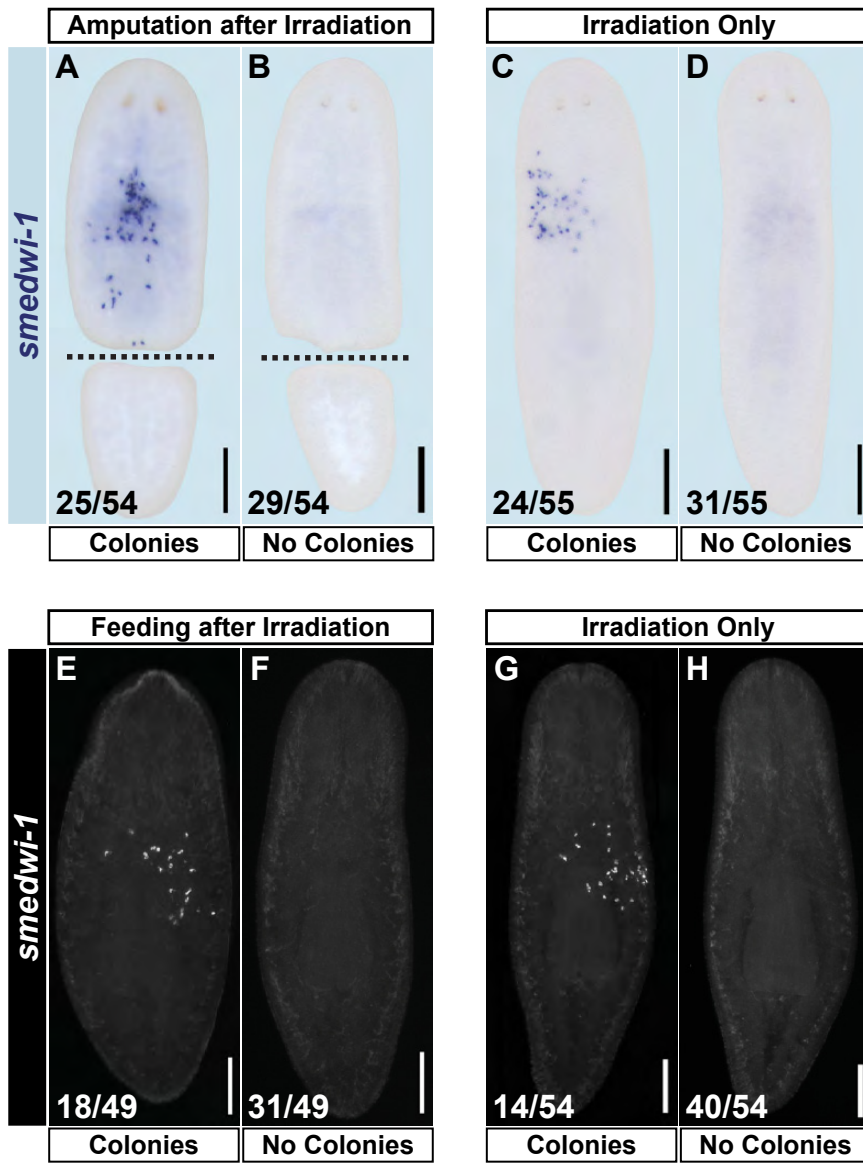 Amputation after Irradiation
Irradiation Only
smedwi-1
A
B
C
D
25/54
29/54
24/55
31/55
Colonies
No Colonies
Colonies
No Colonies
Feeding after Irradiation
Irradiation Only
smedwi-1
E
F
G
H
18/49
31/49
14/54
40/54
Colonies
No Colonies
Colonies
No Colonies